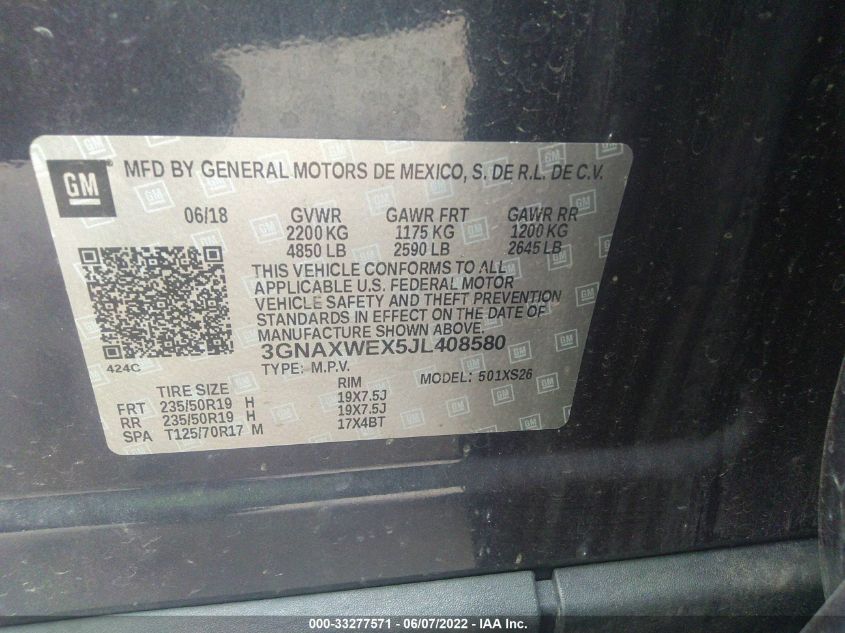 GM
MFD BY GENERAL MOTORS DE MEXICO, S. DE R.L. DE C.V.
06/18 GVWR GAWR FRT GAWR RR
2200 KG 1175 KG 1200 KG
4850 LB 2590 LB 2645 LB
THIS VEHICLE CONFORMS TO ALL
APPLICABLE U.S. FEDERAL MOTOR
VEHICLE SAFETY AND THEFT PREVENTION
STANDARDS IN EFFECT ON THE DATE OF
MANUFACTURE SHOWN ABOVE.
3GNAXWEX5JL408580
424C TYPE: M.P.V. MODEL: 501XS26
TIRE SIZE RIM
FRT 235/50R19 H 19X7.5J
RR 235/50R19 H 19X7.5J
SPA T125/70R17 M 17X4BT
000-33277571 - 06/07/2022 - IAA Inc.